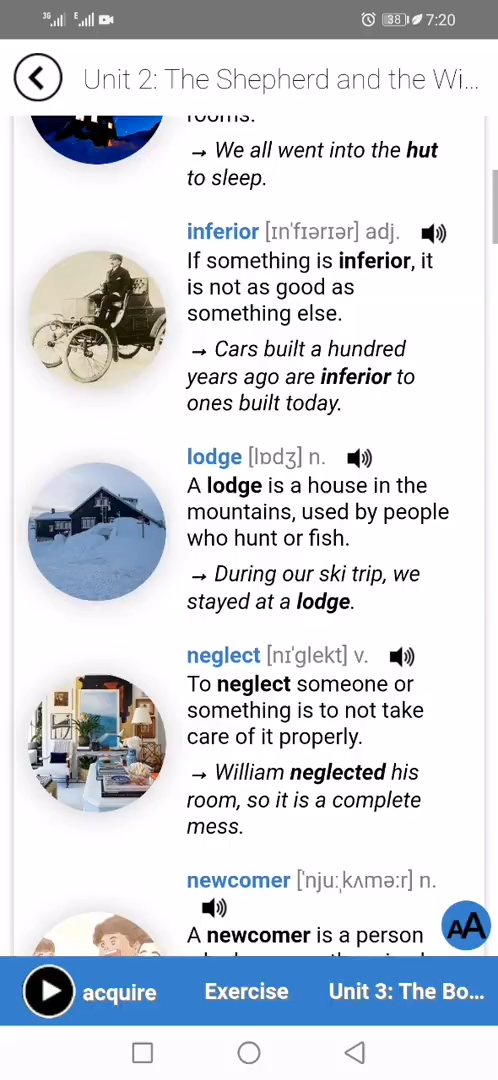 3G E 38 7:20
Unit 2: The Shepherd and the Wi...
rooms.
→ We all went into the hut
to sleep.
inferior [ɪnˈfɪərɪər] adj.
If something is inferior, it
is not as good as
something else.
→ Cars built a hundred
years ago are inferior to
ones built today.
lodge [lɒdʒ] n.
A lodge is a house in the
mountains, used by people
who hunt or fish.
→ During our ski trip, we
stayed at a lodge.
neglect [nɪˈglekt] v.
To neglect someone or
something is to not take
care of it properly.
→ William neglected his
room, so it is a complete
mess.
newcomer [ˈnjuːˌkʌmə:r] n.
A newcomer is a person
AA
acquire Exercise Unit 3: The Bo...